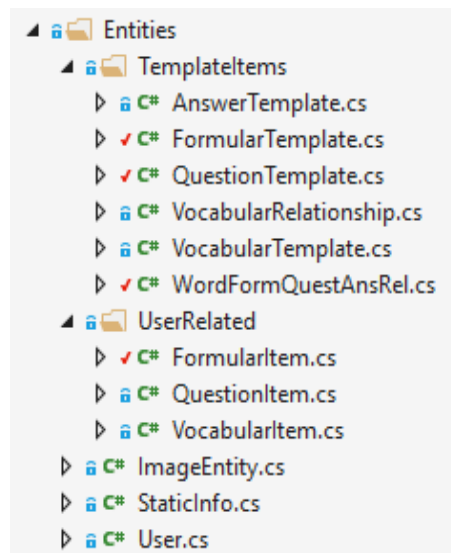 Entities
TemplateItems
C# AnswerTemplate.cs
C# FormularTemplate.cs
C# QuestionTemplate.cs
C# VocabularRelationship.cs
C# VocabularTemplate.cs
C# WordFormQuestAnsRel.cs
UserRelated
C# FormularItem.cs
C# QuestionItem.cs
C# VocabularItem.cs
C# ImageEntity.cs
C# StaticInfo.cs
C# User.cs